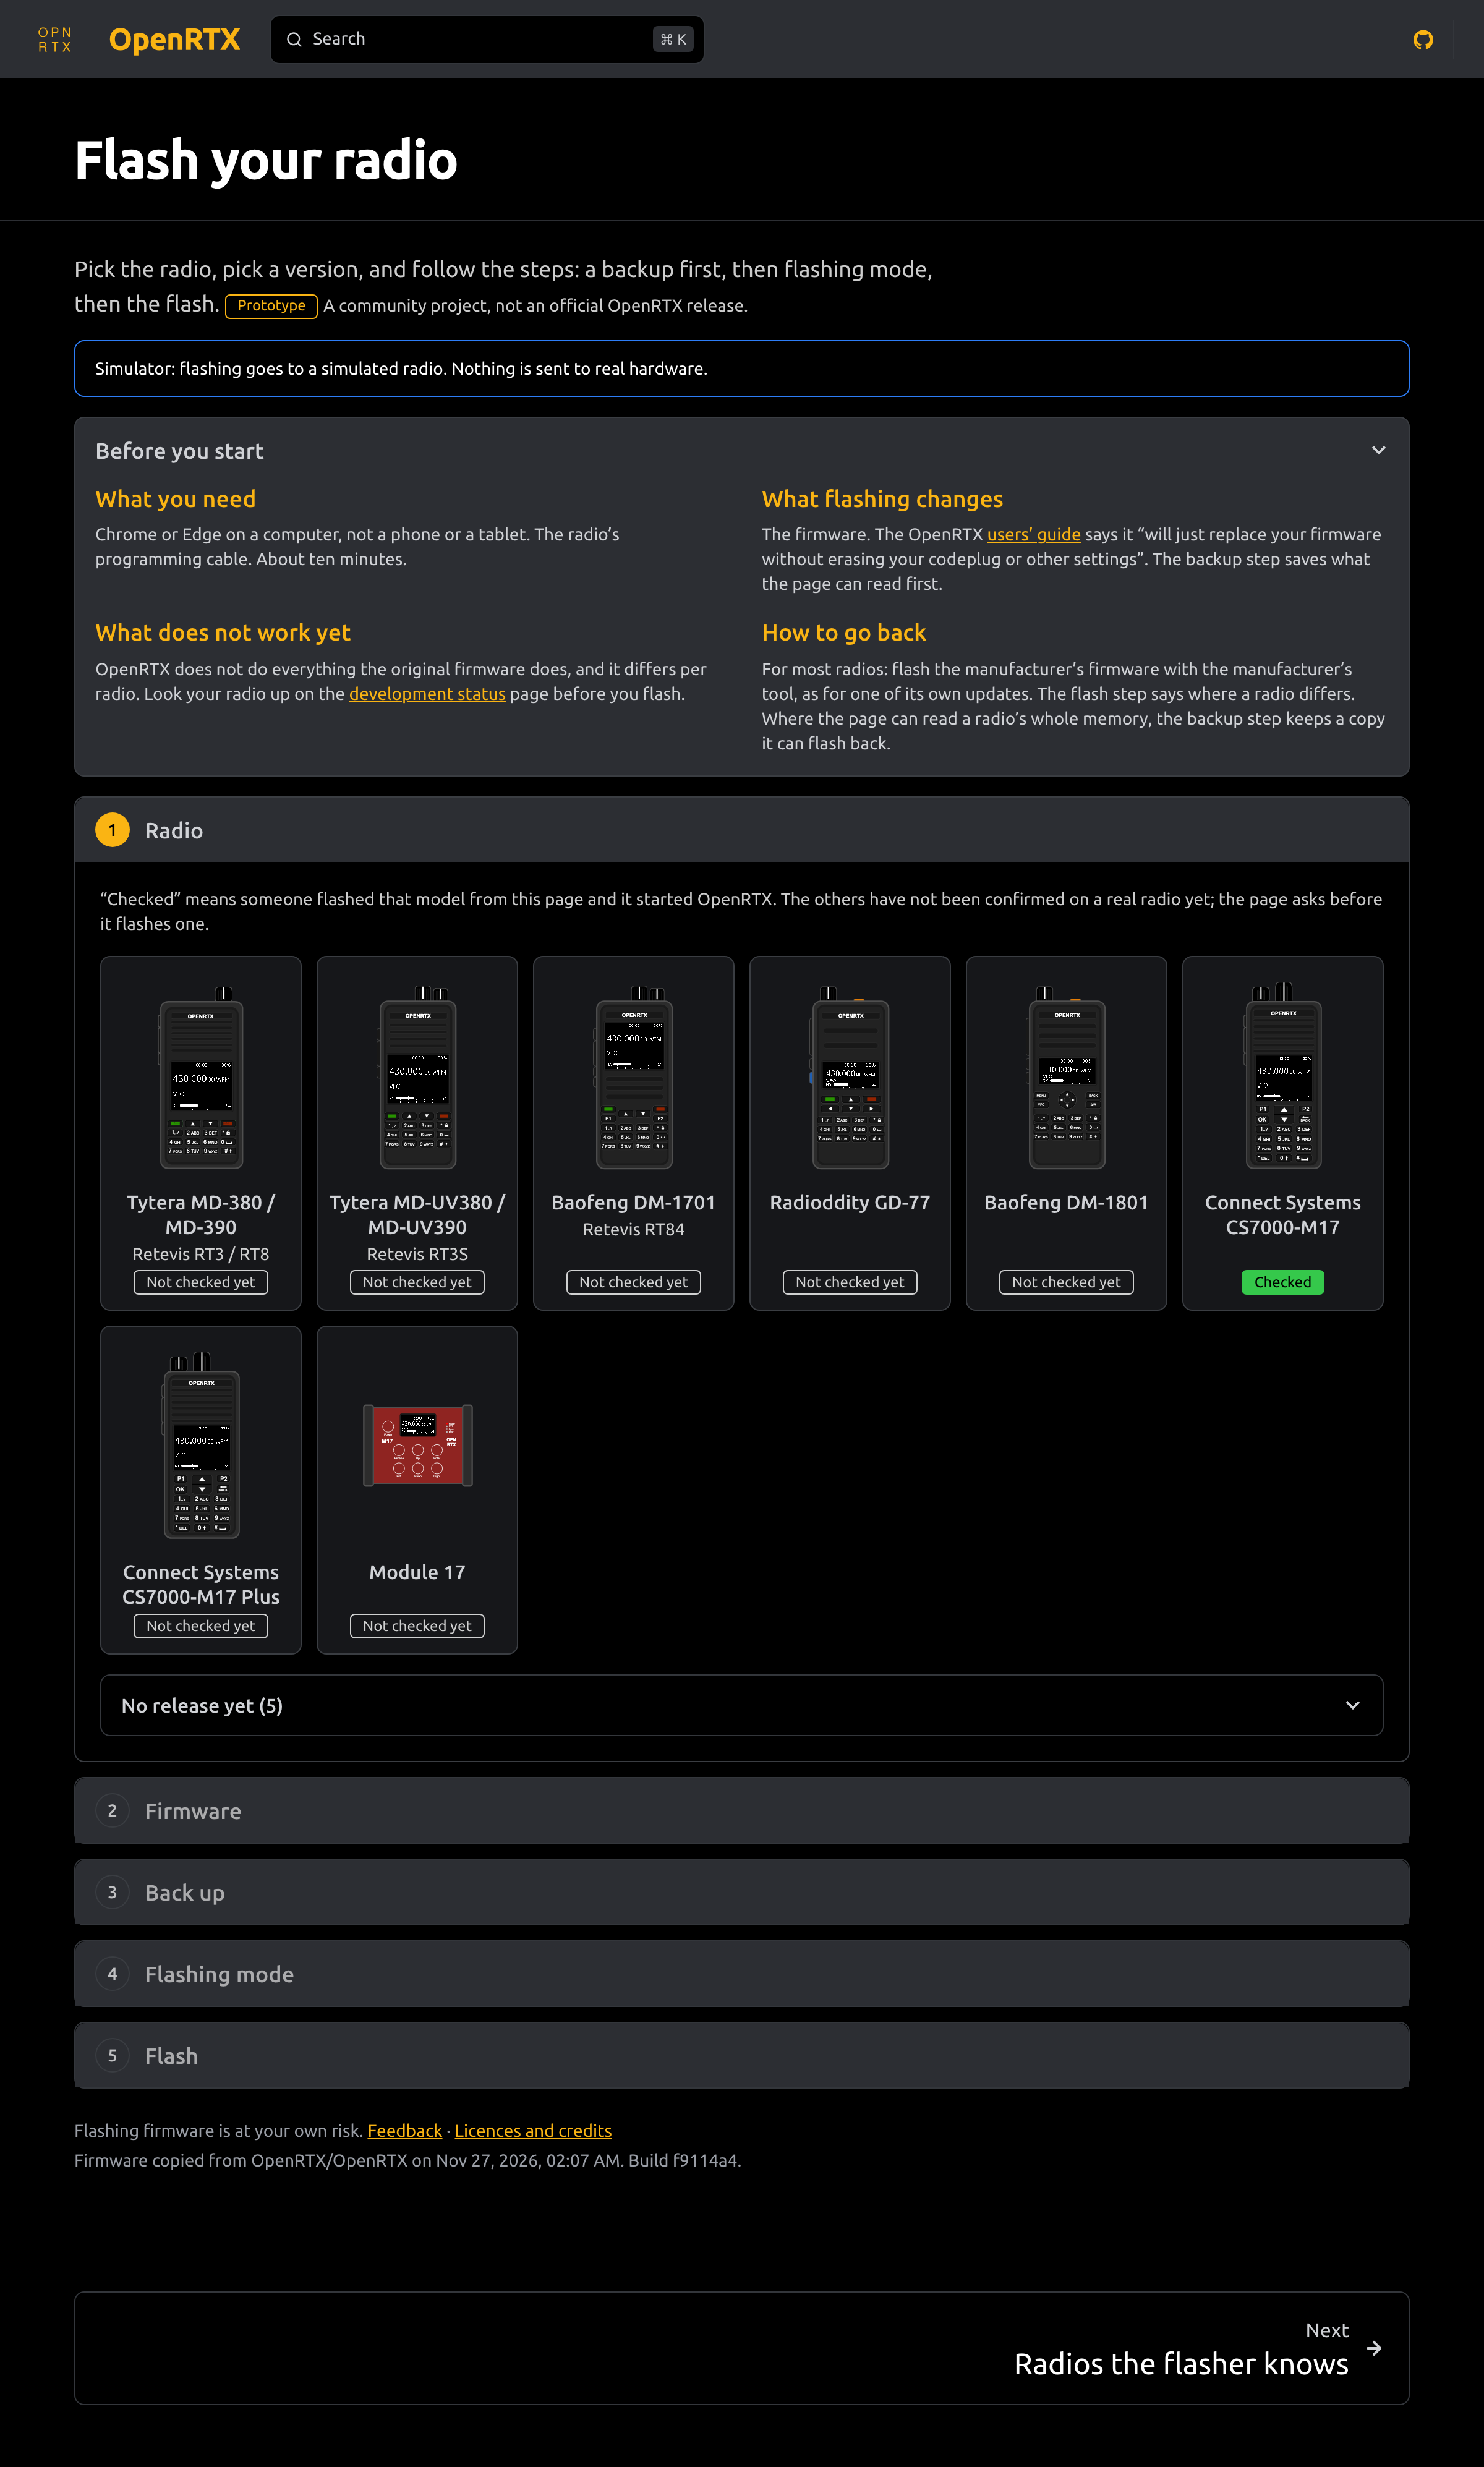 OPN
RTX
OpenRTX
Search
⌘ K
Flash your radio
Pick the radio, pick a version, and follow the steps: a backup first, then flashing mode,
then the flash. Prototype A community project, not an official OpenRTX release.
Simulator: flashing goes to a simulated radio. Nothing is sent to real hardware.
Before you start
What you need
Chrome or Edge on a computer, not a phone or a tablet. The radio’s
programming cable. About ten minutes.
What flashing changes
The firmware. The OpenRTX users’ guide says it “will just replace your firmware
without erasing your codeplug or other settings”. The backup step saves what
the page can read first.
What does not work yet
OpenRTX does not do everything the original firmware does, and it differs per
radio. Look your radio up on the development status page before you flash.
How to go back
For most radios: flash the manufacturer’s firmware with the manufacturer’s
tool, as for one of its own updates. The flash step says where a radio differs.
Where the page can read a radio’s whole memory, the backup step keeps a copy
it can flash back.
1 Radio
“Checked” means someone flashed that model from this page and it started OpenRTX. The others have not been confirmed on a real radio yet; the page asks before
it flashes one.
OPENRTX
Tytera MD-380 /
MD-390
Retevis RT3 / RT8
Not checked yet
OPENRTX
Tytera MD-UV380 /
MD-UV390
Retevis RT3S
Not checked yet
OPENRTX
Baofeng DM-1701
Retevis RT84
Not checked yet
OPENRTX
Radioddity GD-77
Not checked yet
OPENRTX
Baofeng DM-1801
Not checked yet
OPENRTX
Connect Systems
CS7000-M17
Checked
OPENRTX
Connect Systems
CS7000-M17 Plus
Not checked yet
M17
OPN
RTX
Module 17
Not checked yet
No release yet (5)
2 Firmware
3 Back up
4 Flashing mode
5 Flash
Flashing firmware is at your own risk. Feedback · Licences and credits
Firmware copied from OpenRTX/OpenRTX on Nov 27, 2026, 02:07 AM. Build f9114a4.
Next
Radios the flasher knows